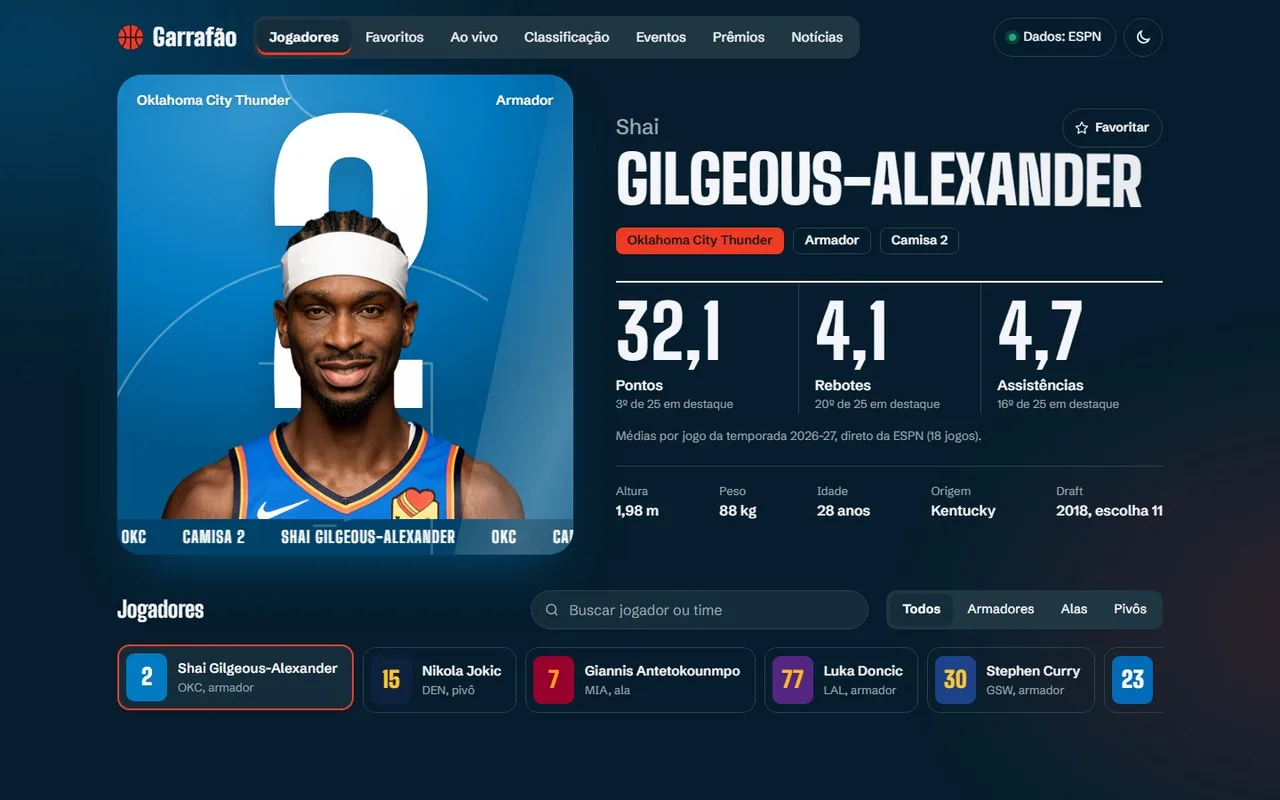 Garrafão
Jogadores Favoritos Ao vivo Classificação Eventos Prêmios Notícias
Dados: ESPN
Oklahoma City Thunder Armador
2
OKC CAMISA 2 SHAI GILGEOUS-ALEXANDER OKC
Shai
Favoritar
GILGEOUS-ALEXANDER
Oklahoma City Thunder Armador Camisa 2
32,1 4,1 4,7
Pontos Rebotes Assistências
3º de 25 em destaque 20º de 25 em destaque 16º de 25 em destaque
Médias por jogo da temporada 2026-27, direto da ESPN (18 jogos).
Altura Peso Idade Origem Draft
1,98 m 88 kg 28 anos Kentucky 2018, escolha 11
Jogadores
Buscar jogador ou time
Todos Armadores Alas Pivôs
2 Shai Gilgeous-Alexander
OKC, armador
15 Nikola Jokic
DEN, pivô
7 Giannis Antetokounmpo
MIA, ala
77 Luka Doncic
LAL, armador
30 Stephen Curry
GSW, armador
23